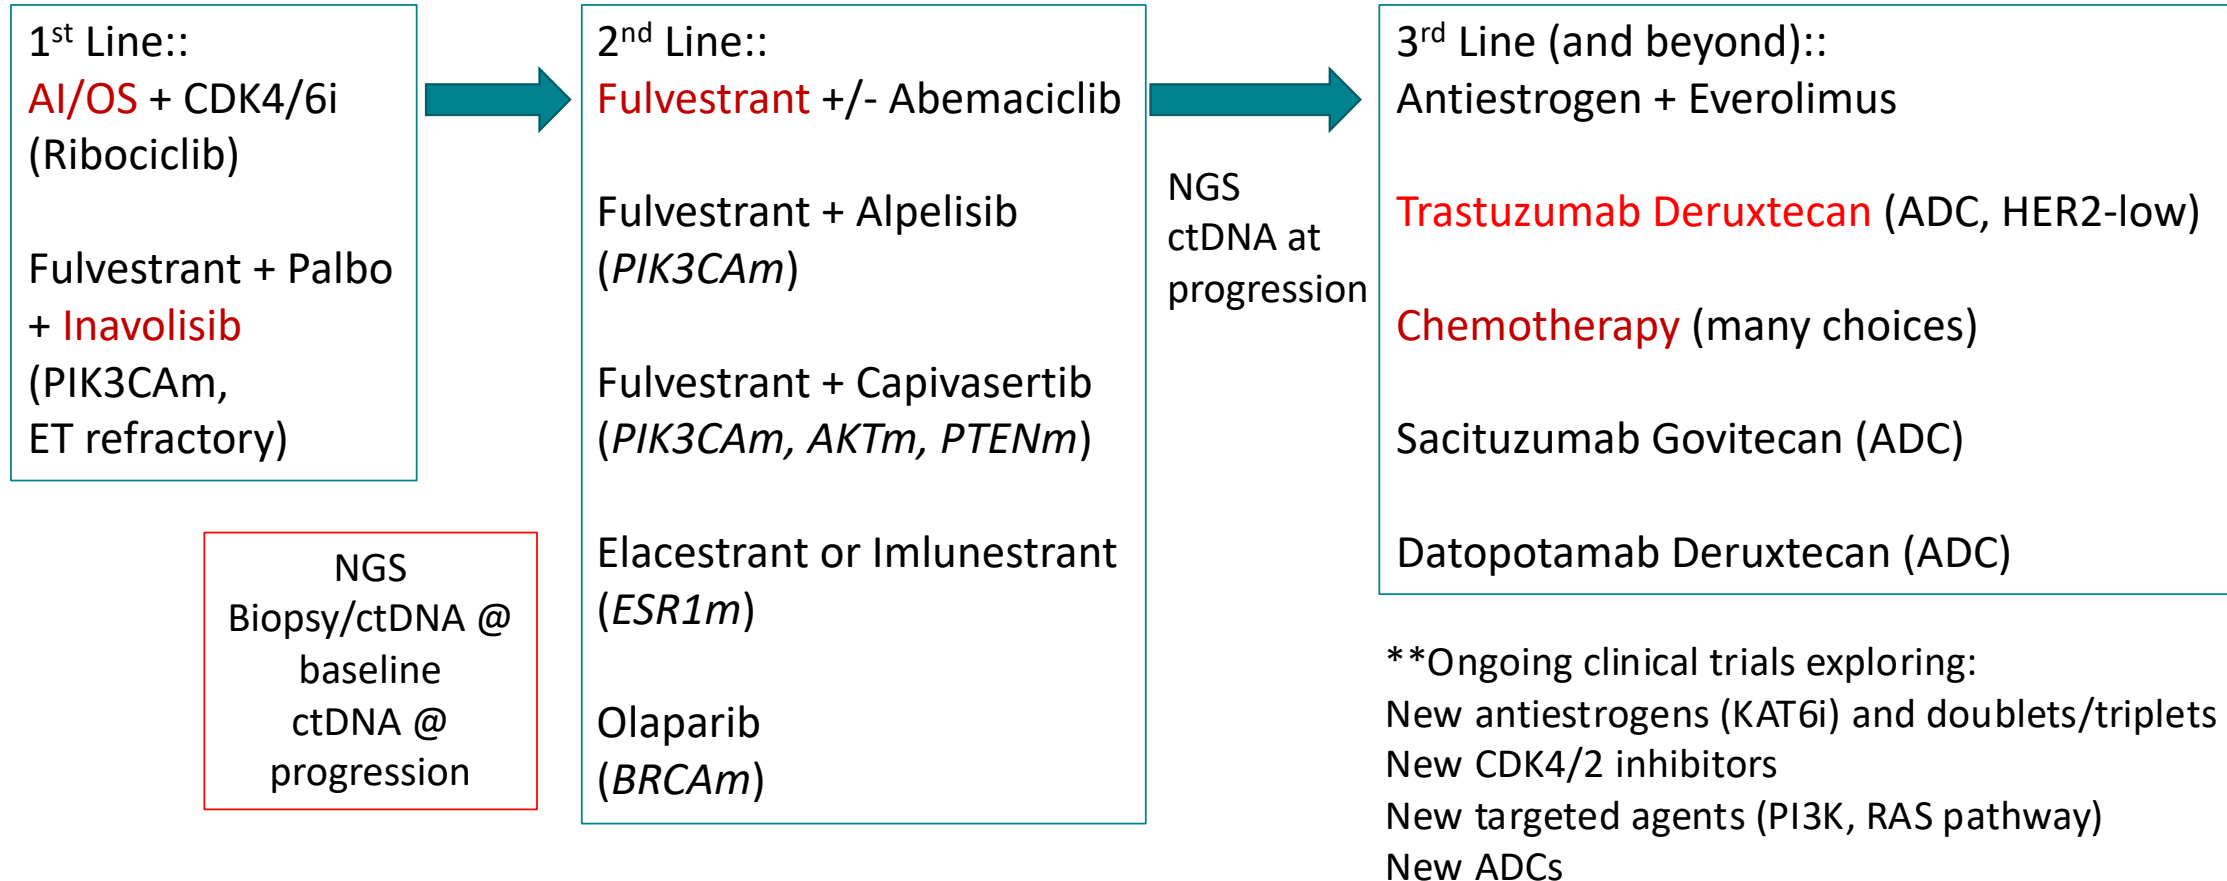 1st Line::
AI/OS + CDK4/6i
(Ribociclib)
Fulvestrant + Palbo
+ Inavolisib
(PIK3CAm,
ET refractory)
NGS
Biopsy/ctDNA @
baseline
ctDNA @
progression
2nd Line::
Fulvestrant +/- Abemaciclib
Fulvestrant + Alpelisib
(PIK3CAm)
Fulvestrant + Capivasertib
(PIK3CAm, AKTm, PTENm)
Elacestrant or Imlunestrant
(ESR1m)
Olaparib
(BRCAm)
NGS
ctDNA at
progression
3rd Line (and beyond)::
Antiestrogen + Everolimus
Trastuzumab Deruxtecan (ADC, HER2-low)
Chemotherapy (many choices)
Sacituzumab Govitecan (ADC)
Datopotamab Deruxtecan (ADC)
**Ongoing clinical trials exploring:
New antiestrogens (KAT6i) and doublets/triplets
New CDK4/2 inhibitors
New targeted agents (PI3K, RAS pathway)
New ADCs